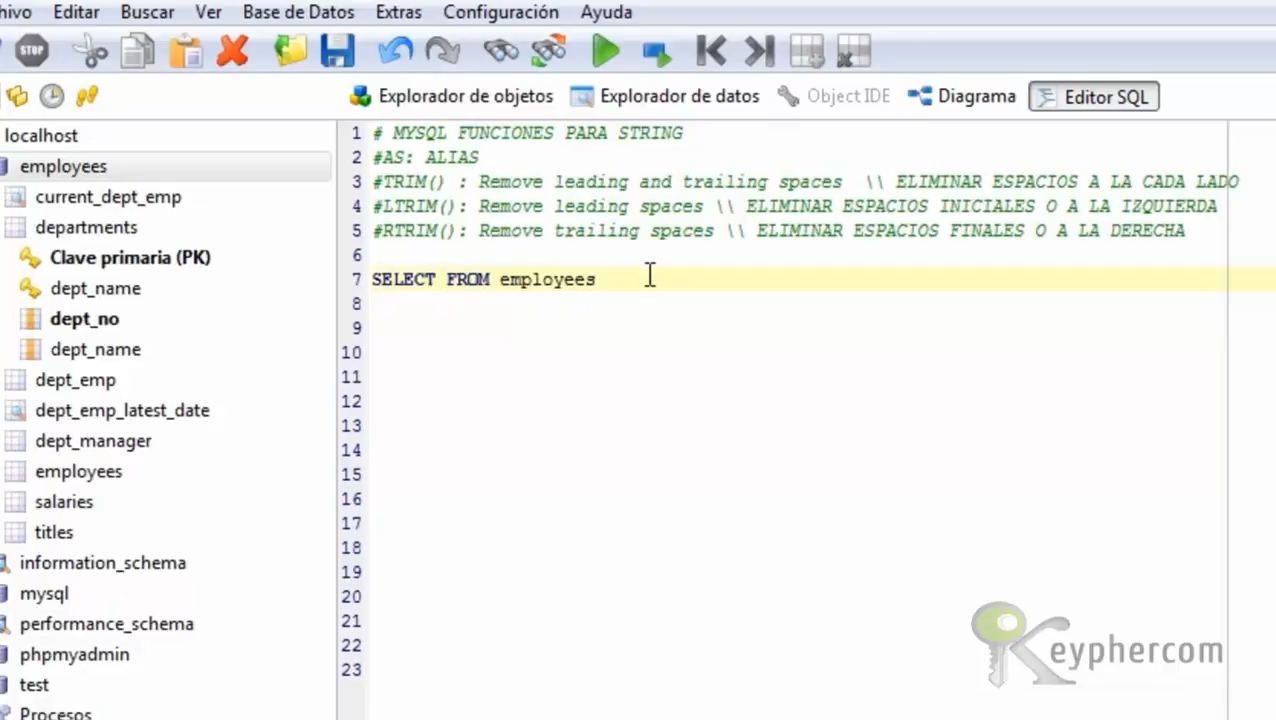 hivo Editar Buscar Ver Base de Datos Extras Configuración Ayuda
STOP
Explorador de objetos Explorador de datos Object IDE Diagrama Editor SQL
localhost
employees
current_dept_emp
departments
Clave primaria (PK)
dept_name
dept_no
dept_name
dept_emp
dept_emp_latest_date
dept_manager
employees
salaries
titles
information_schema
mysql
performance_schema
phpmyadmin
test
Procesos
1 # MYSQL FUNCIONES PARA STRING
2 #AS: ALIAS
3 #TRIM() : Remove leading and trailing spaces \\ ELIMINAR ESPACIOS A LA CADA LADO
4 #LTRIM(): Remove leading spaces \\ ELIMINAR ESPACIOS INICIALES O A LA IZQUIERDA
5 #RTRIM(): Remove trailing spaces \\ ELIMINAR ESPACIOS FINALES O A LA DERECHA
6
7 SELECT FROM employees
8
9
10
11
12
13
14
15
16
17
18
19
20
21
22
23
Keyphercom